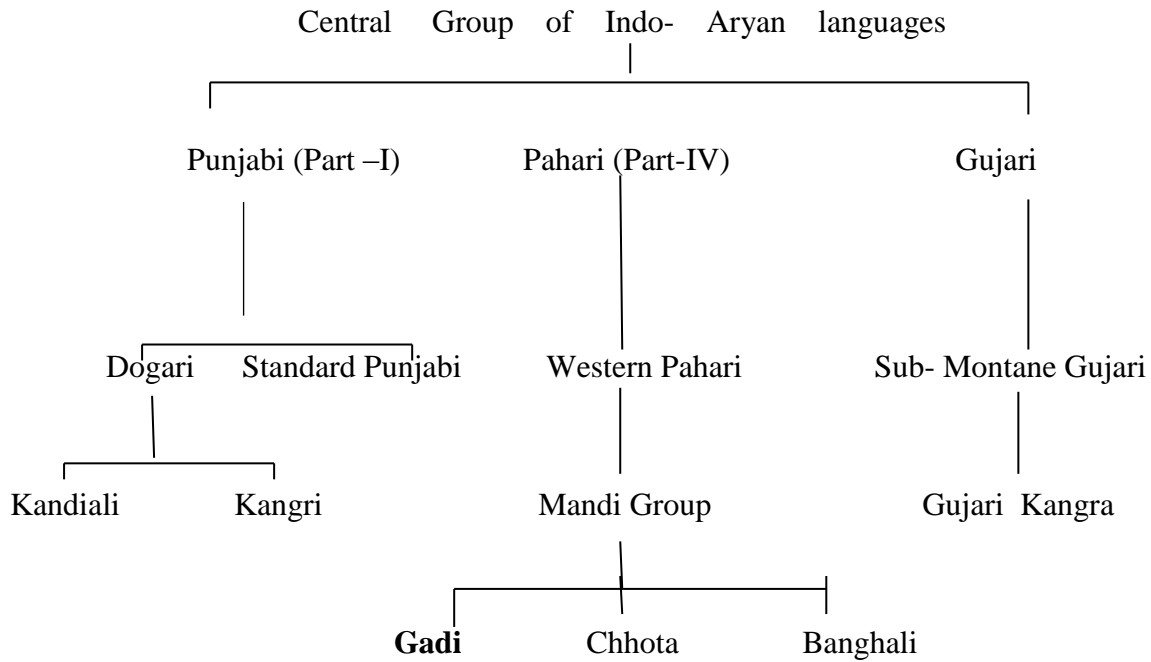 Central Group of Indo- Aryan languages
Punjabi (Part –I) Pahari (Part-IV) Gujari
Dogari Standard Punjabi Western Pahari Sub- Montane Gujari
Kandiali Kangri Mandi Group Gujari Kangra
Gadi Chhota Banghali